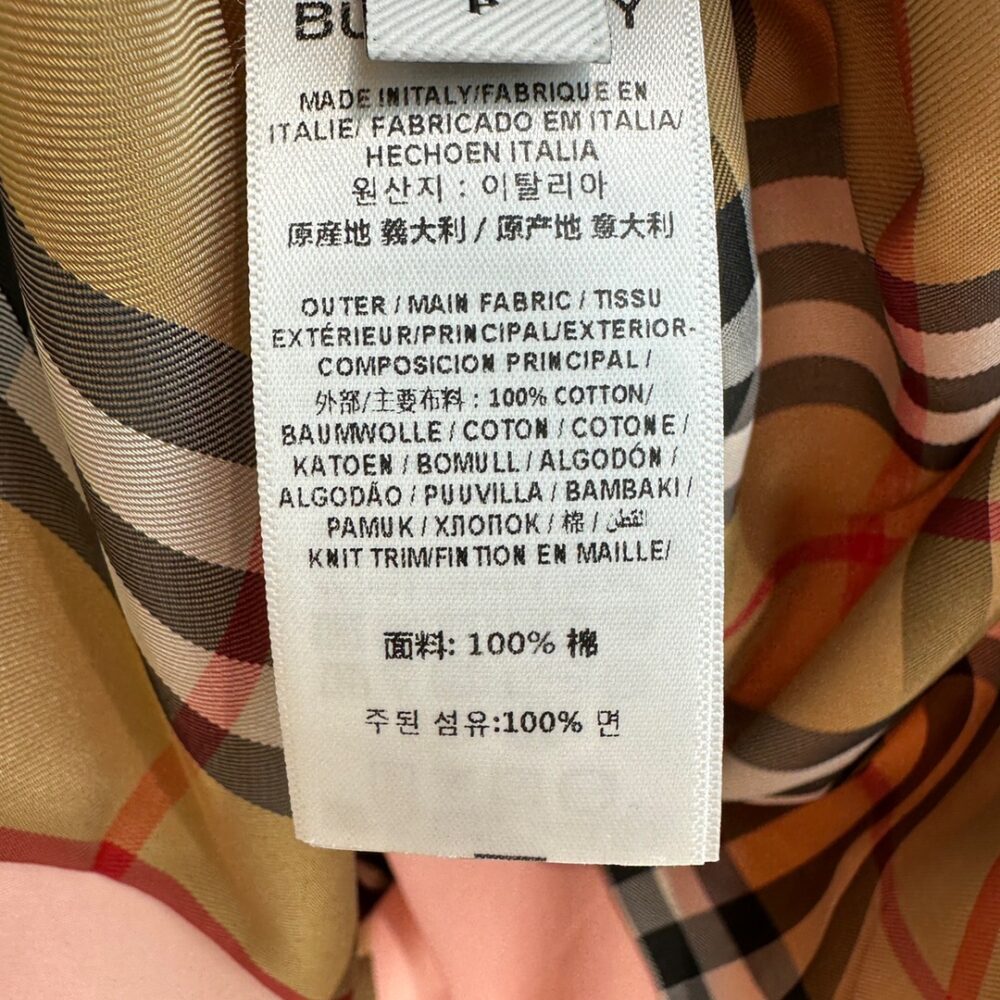 MADE IN ITALY/FABRIQUE EN
ITALIE/ FABRICADO EM ITALIA/
HECHOEN ITALIA
원산지 : 이탈리아
原産地 義大利 / 原产地 意大利
OUTER / MAIN FABRIC / TISSU
EXTÉRIEUR/PRINCIPAL/EXTERIOR-
COMPOSICION PRINCIPAL /
外部/主要布料 : 100% COTTON/
BAUMWOLLE / COTON / COTONE /
KATOEN / BOMULL / ALGODÓN /
ALGODÃO / PUUVILLA / BAMBAKI /
PAMUK / ХЛОПОК / 棉 / القطن
KNIT TRIM/FINTION EN MAILLE/
面料: 100% 棉
주된 섬유:100% 면